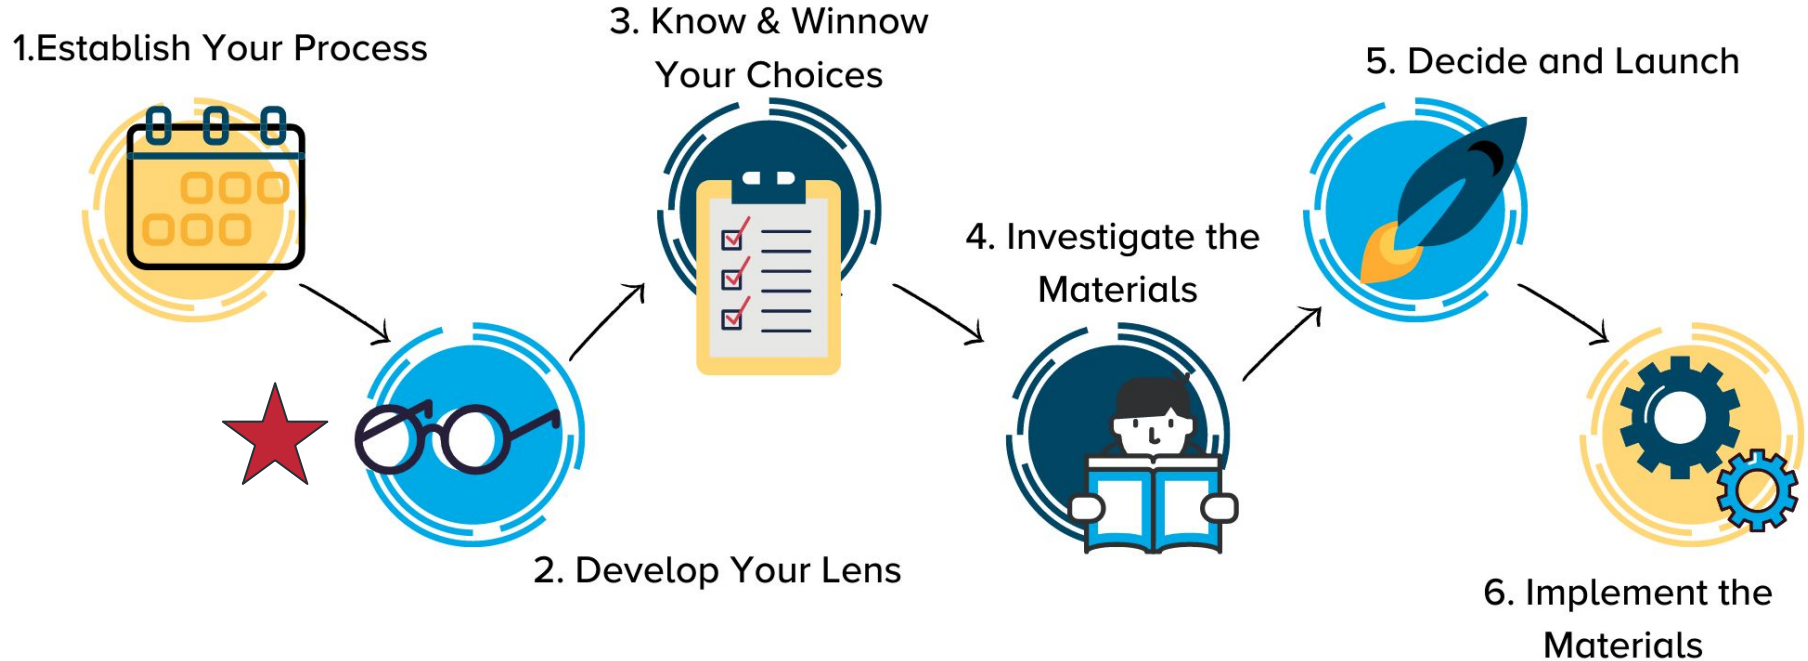 1.Establish Your Process
2. Develop Your Lens
3. Know & Winnow
Your Choices
4. Investigate the
Materials
5. Decide and Launch
6. Implement the
Materials